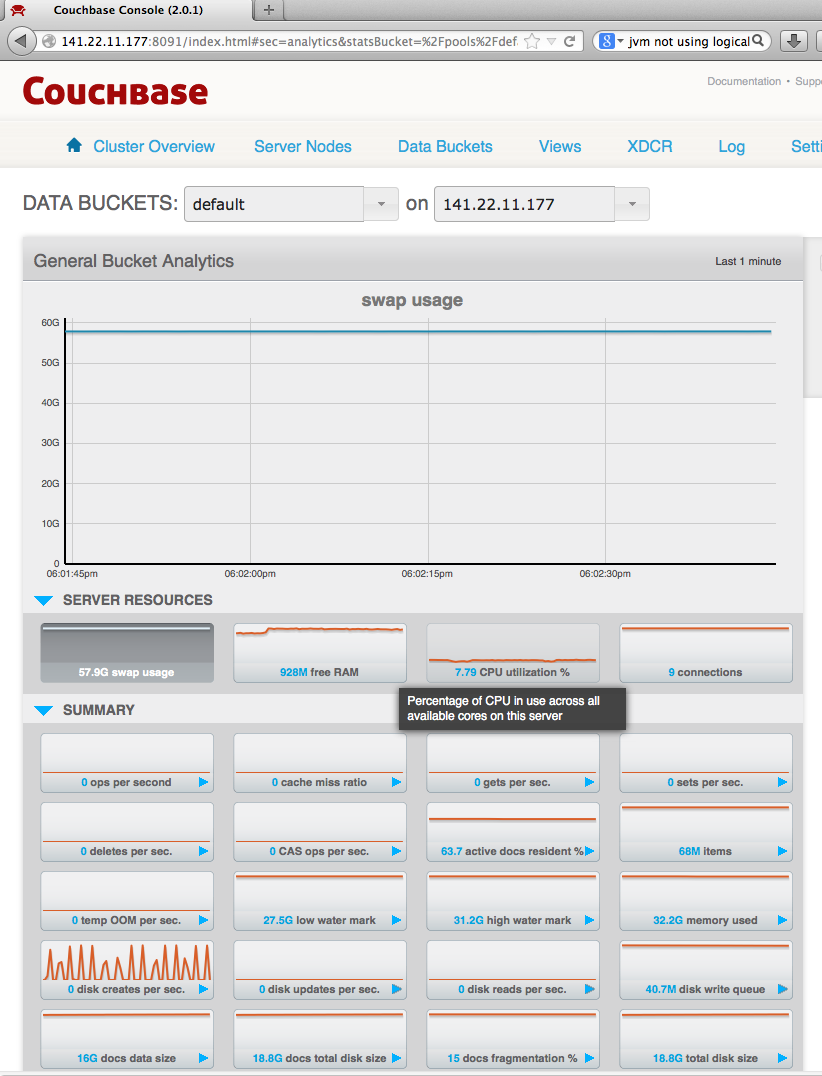 Couchbase Console (2.0.1)
141.22.11.177:8091/index.html#sec=analytics&statsBucket=%2Fpools%2Fdef
jvm not using logical
COUCHBASE
Documentation • Supp
Cluster Overview Server Nodes Data Buckets Views XDCR Log Setti
DATA BUCKETS: default on 141.22.11.177
General Bucket Analytics Last 1 minute
swap usage
60G
50G
40G
30G
20G
10G
0
06:01:45pm 06:02:00pm 06:02:15pm 06:02:30pm
SERVER RESOURCES
57.9G swap usage 928M free RAM 7.79 CPU utilization % 9 connections
Percentage of CPU in use across all
available cores on this server
SUMMARY
0 ops per second 0 cache miss ratio 0 gets per sec. 0 sets per sec.
0 deletes per sec. 0 CAS ops per sec. 63.7 active docs resident % 68M items
0 temp OOM per sec. 27.5G low water mark 31.2G high water mark 32.2G memory used
0 disk creates per sec. 0 disk updates per sec. 0 disk reads per sec. 40.7M disk write queue
16G docs data size 18.8G docs total disk size 15 docs fragmentation % 18.8G total disk size